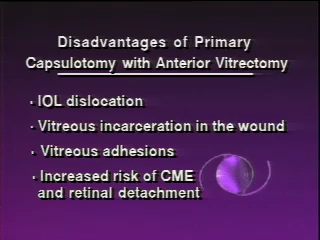 Disadvantages of Primary
Capsulotomy with Anterior Vitrectomy
· IOL dislocation
· Vitreous incarceration in the wound
· Vitreous adhesions
· Increased risk of CME
and retinal detachment